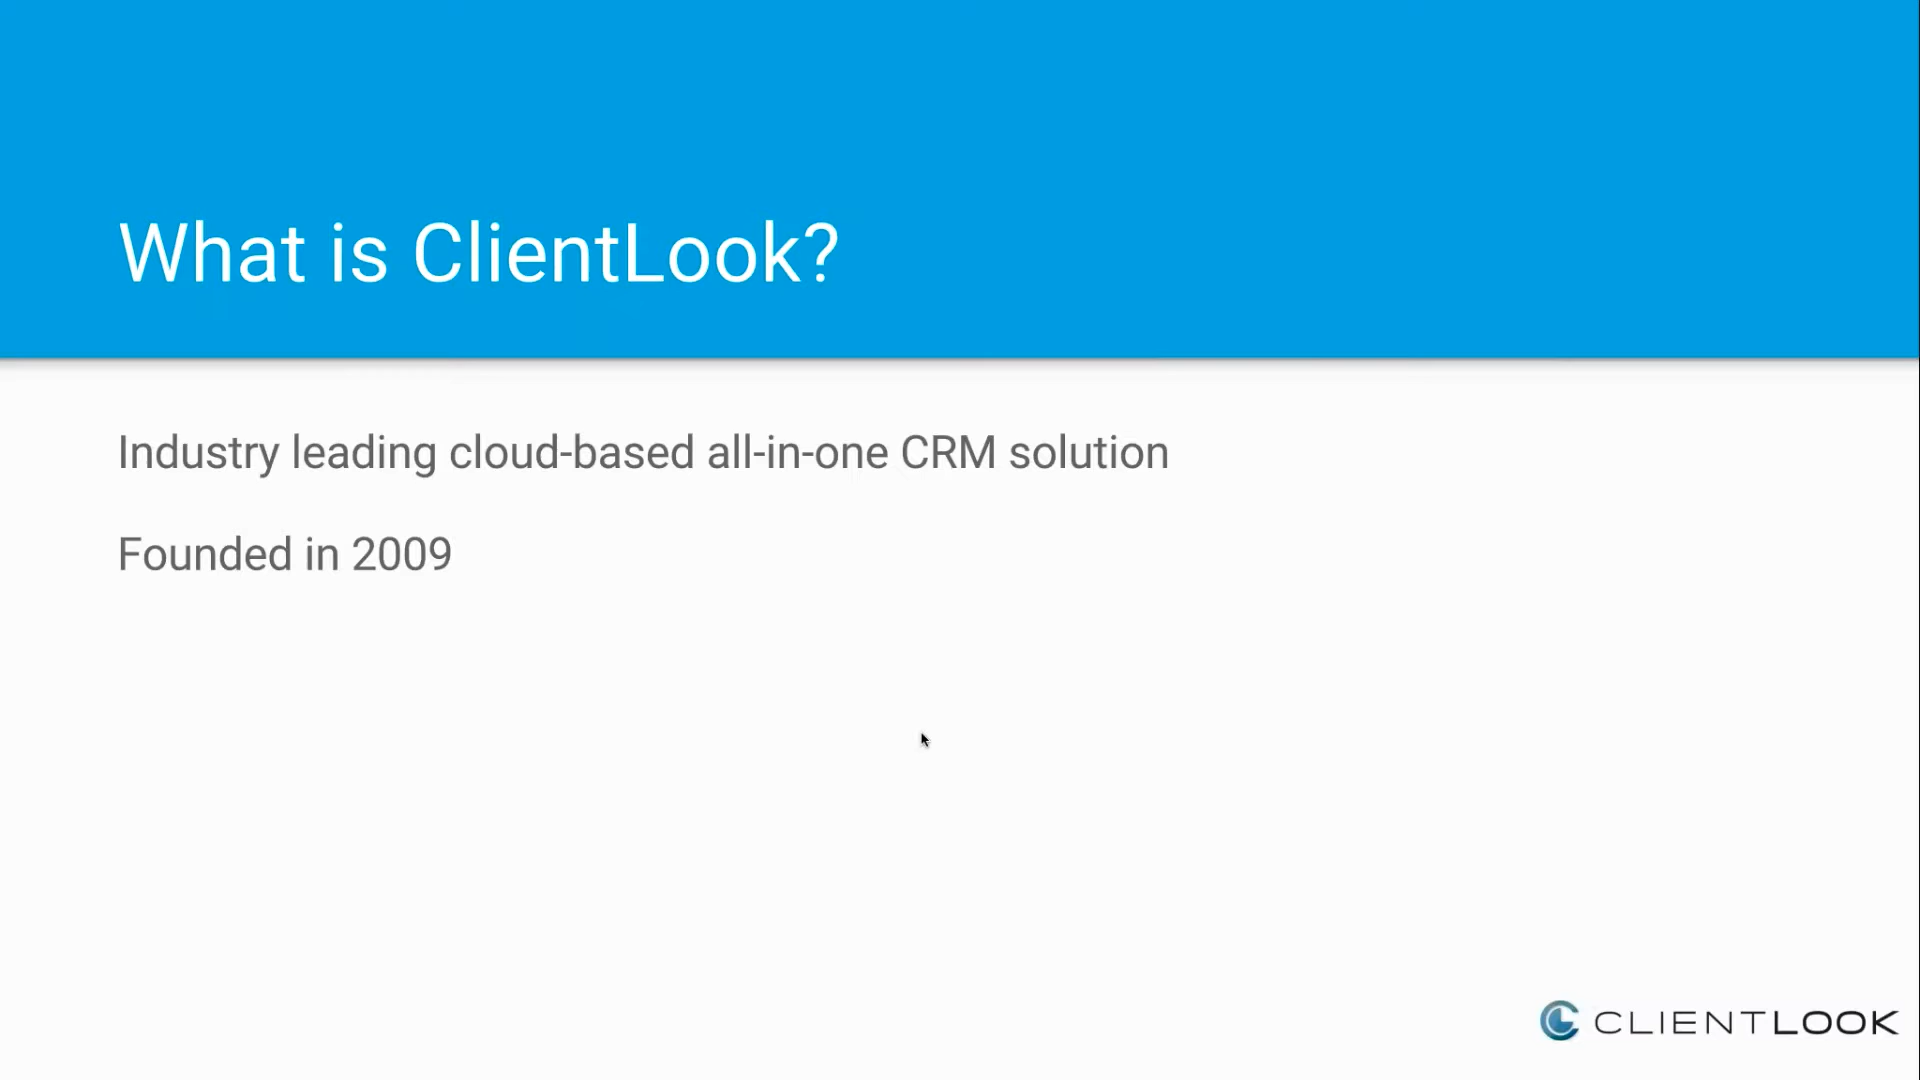 What is ClientLook?
Industry leading cloud-based all-in-one CRM solution
Founded in 2009
CLIENTLOOK